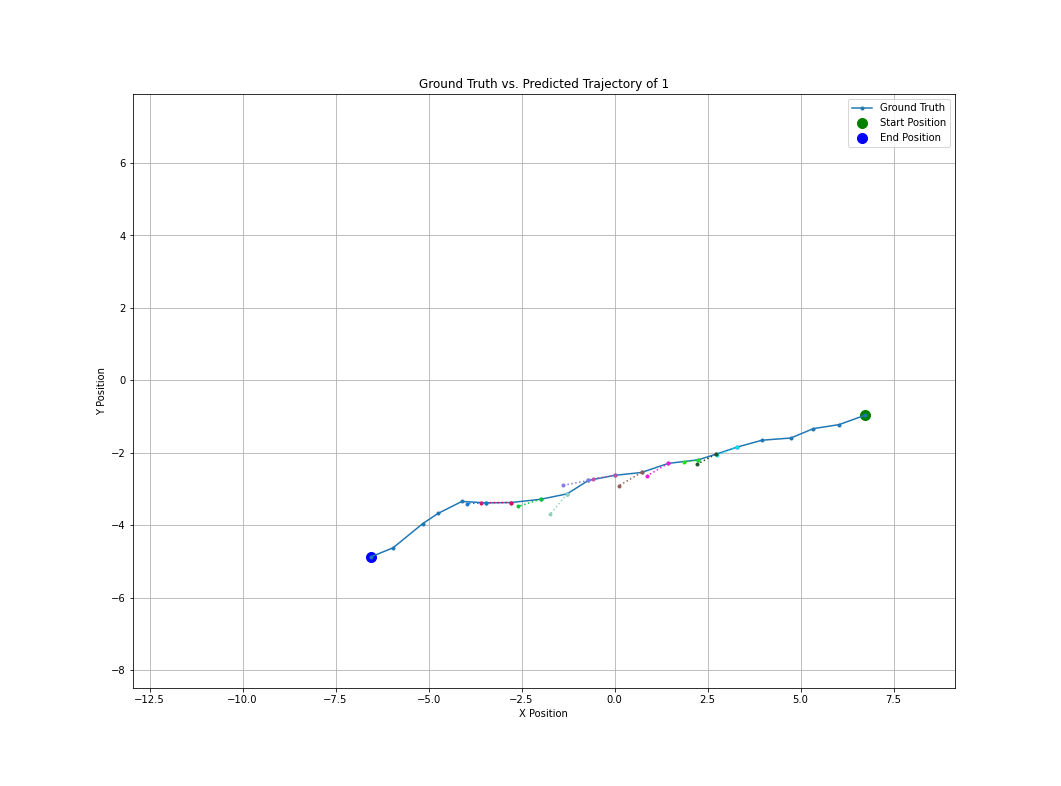 Ground Truth vs. Predicted Trajectory of 1
Ground Truth
Start Position
End Position
6
4
2
0
−2
−4
−6
−8
Y Position
−12.5 −10.0 −7.5 −5.0 −2.5 0.0 2.5 5.0 7.5
X Position